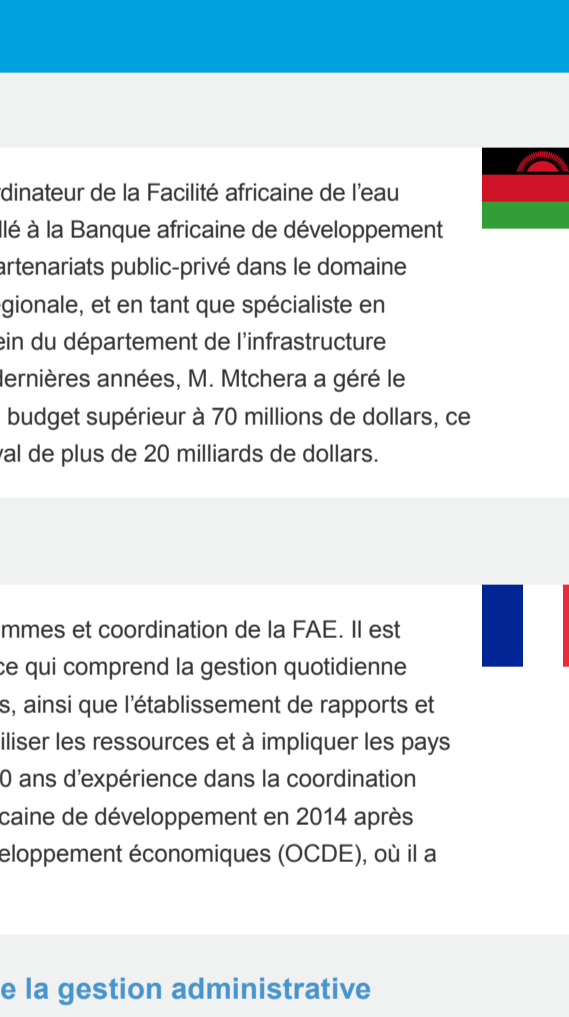 rdinateur de la Facilité africaine de l’eau
llé à la Banque africaine de développement
artenariats public-privé dans le domaine
égionale, et en tant que spécialiste en
ein du département de l’infrastructure
dernières années, M. Mtchera a géré le
budget supérieur à 70 millions de dollars, ce
val de plus de 20 milliards de dollars.
ammes et coordination de la FAE. Il est
ce qui comprend la gestion quotidienne
s, ainsi que l’établissement de rapports et
iliser les ressources et à impliquer les pays
0 ans d’expérience dans la coordination
icaine de développement en 2014 après
eloppement économiques (OCDE), où il a
e la gestion administrative